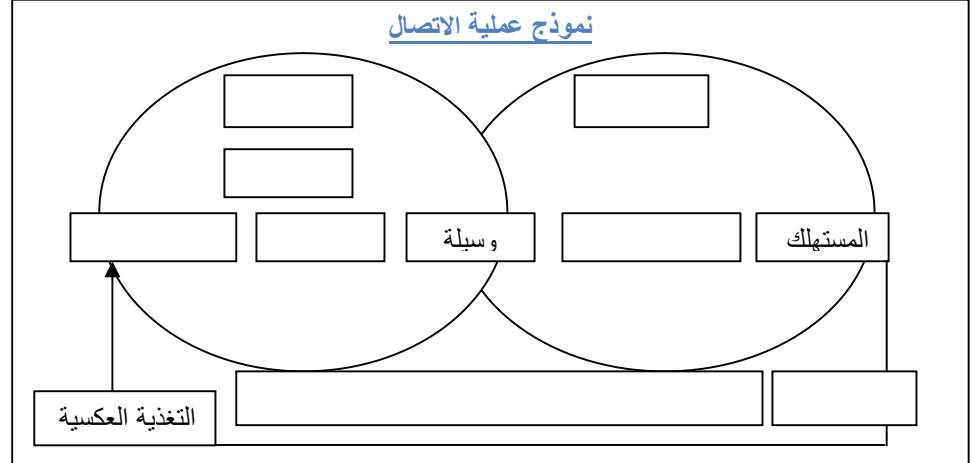 نموذج عملية الاتصال
المستهلك
وسيلة
التغذية العكسية